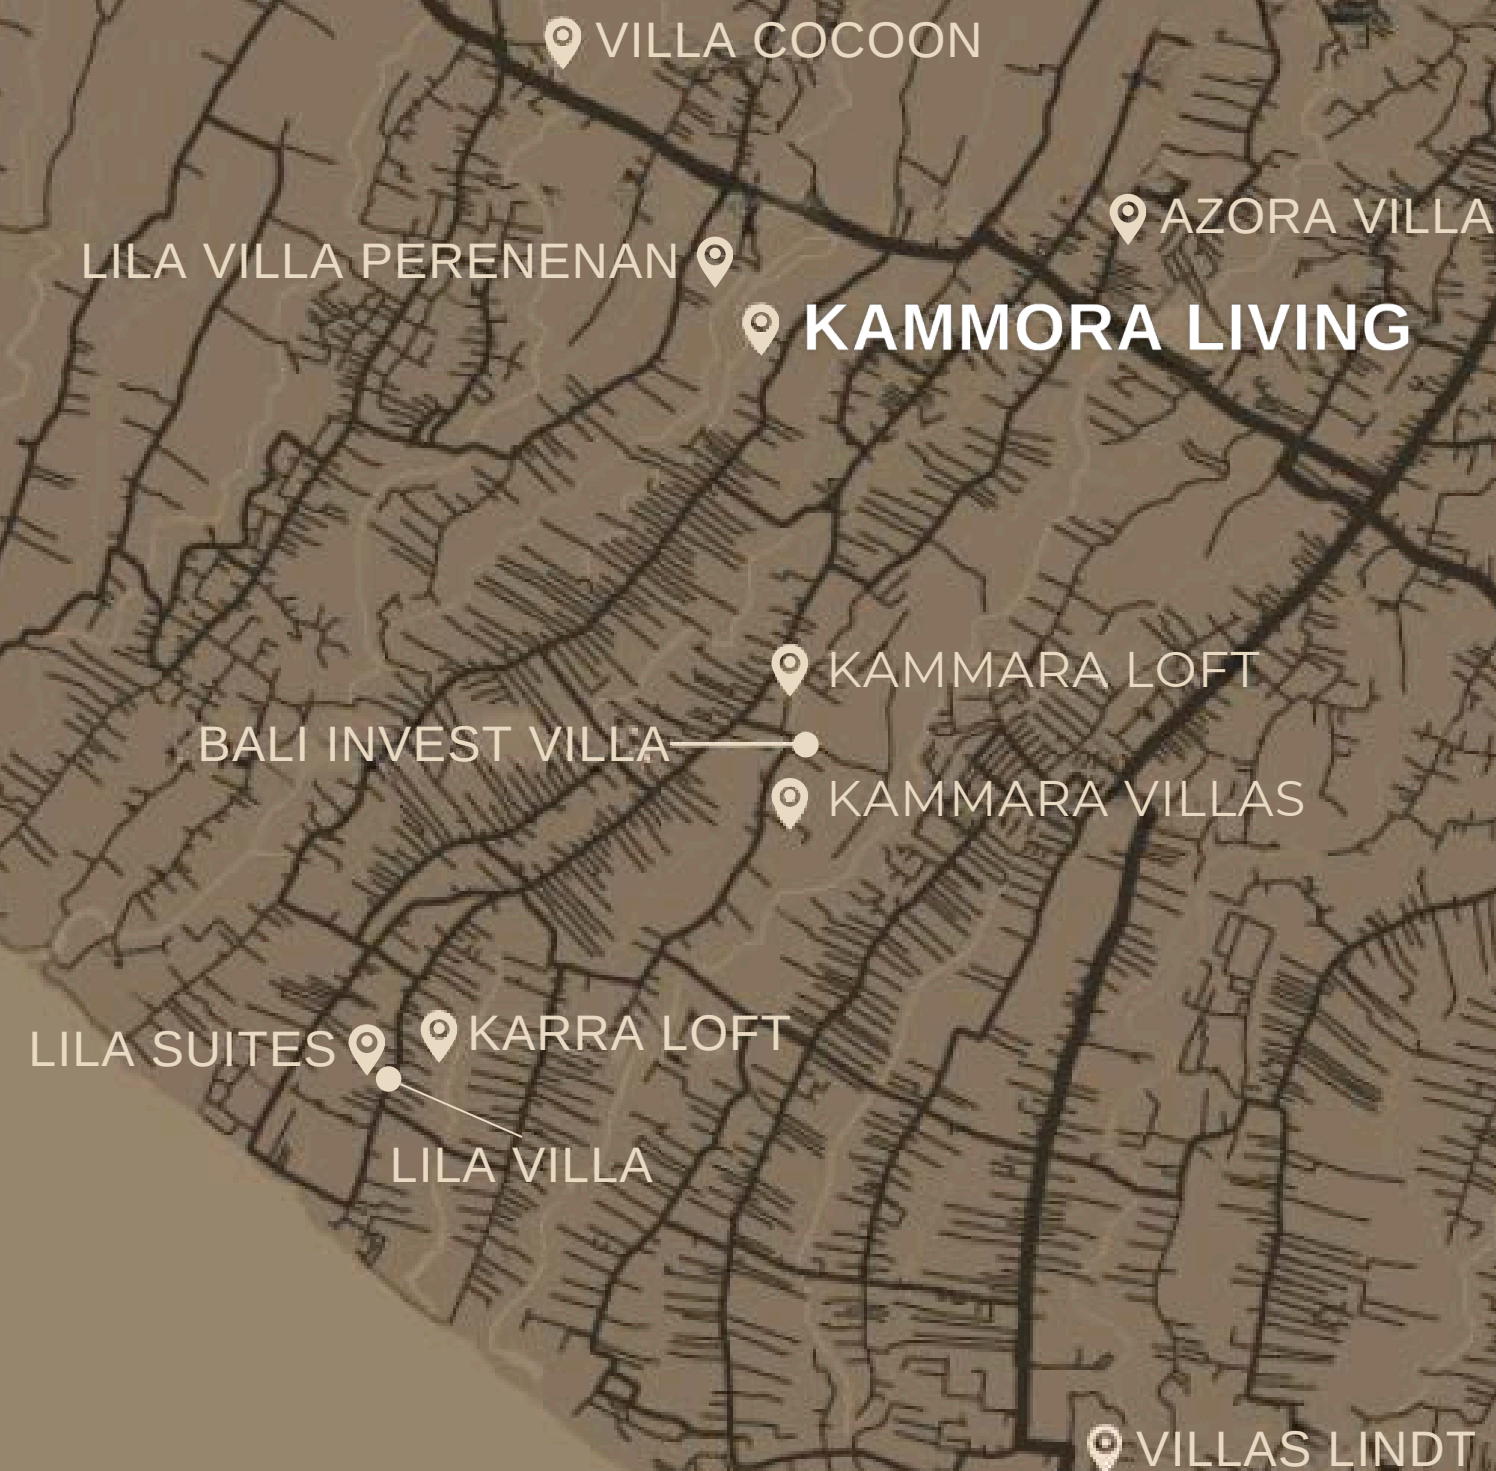 VILLA COCOON
AZORA VILLA
LILA VILLA PERENENAN
KAMMORA LIVING
KAMMARA LOFT
BALI INVEST VILLA
KAMMARA VILLAS
LILA SUITES
KARRA LOFT
LILA VILLA
VILLAS LINDT